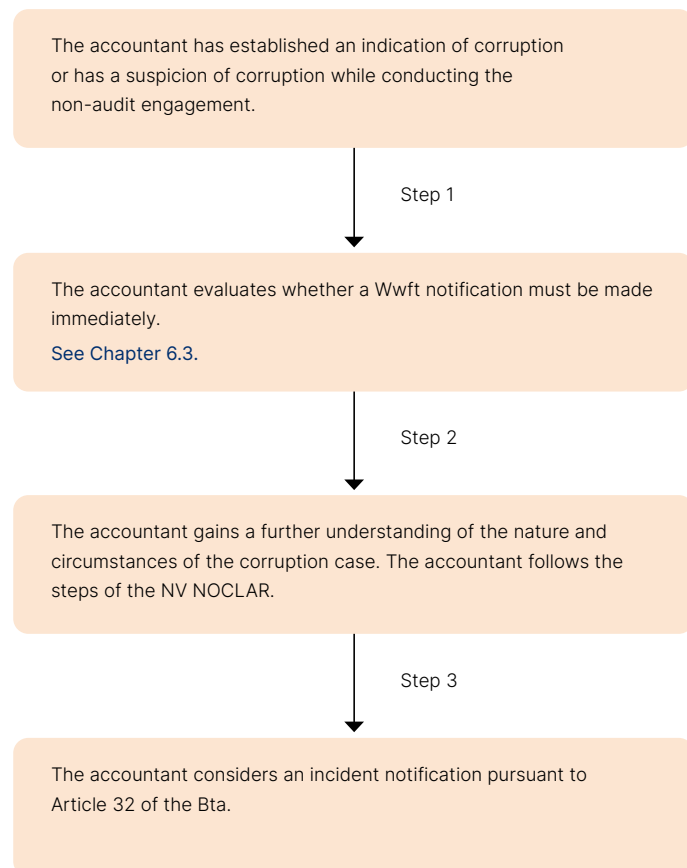 The accountant has established an indication of corruption
or has a suspicion of corruption while conducting the
non-audit engagement.
Step 1
The accountant evaluates whether a Wwft notification must be made
immediately.
See Chapter 6.3.
Step 2
The accountant gains a further understanding of the nature and
circumstances of the corruption case. The accountant follows the
steps of the NV NOCLAR.
Step 3
The accountant considers an incident notification pursuant to
Article 32 of the Bta.